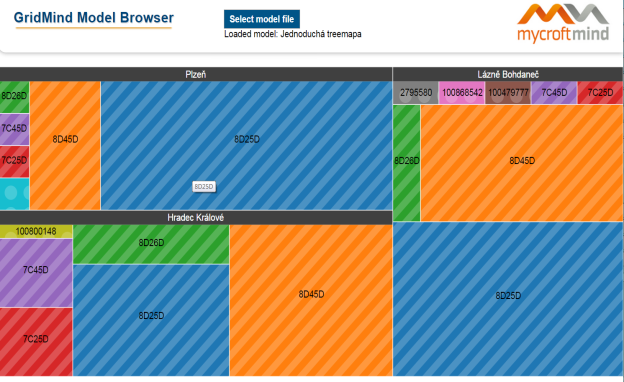 GridMind Model Browser
Select model file
Loaded model: Jednoduchá treemapa
mycroftmind
Plzeň
8D26D
7C45D
7C25D
8D45D
8D25D
8D25D
Lázně Bohdaneč
2795580
100868542
100479777
7C45D
7C25D
8D26D
8D45D
8D25D
Hradec Králové
100800148
7C45D
7C25D
8D26D
8D25D
8D45D